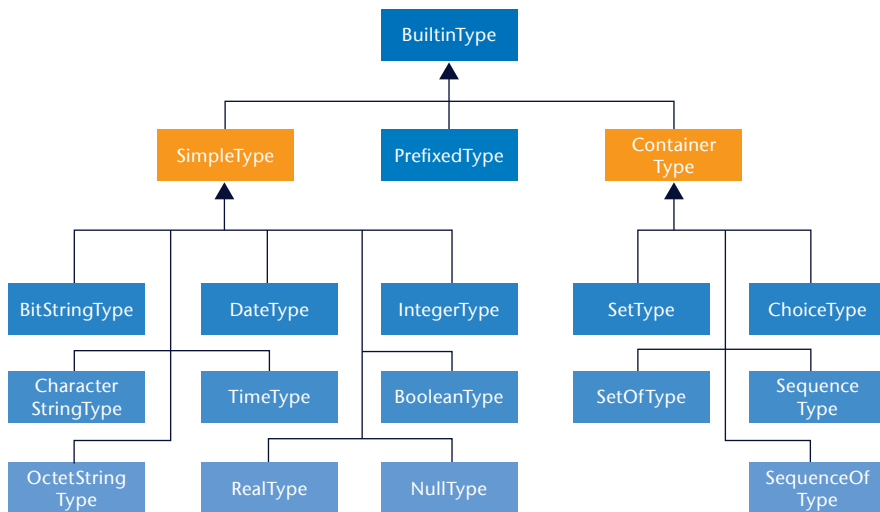 BuiltinType
SimpleType
PrefixedType
Container
Type
BitStringType
DateType
IntegerType
SetType
ChoiceType
Character
StringType
TimeType
BooleanType
SetOfType
Sequence
Type
OctetString
Type
RealType
NullType
SequenceOf
Type